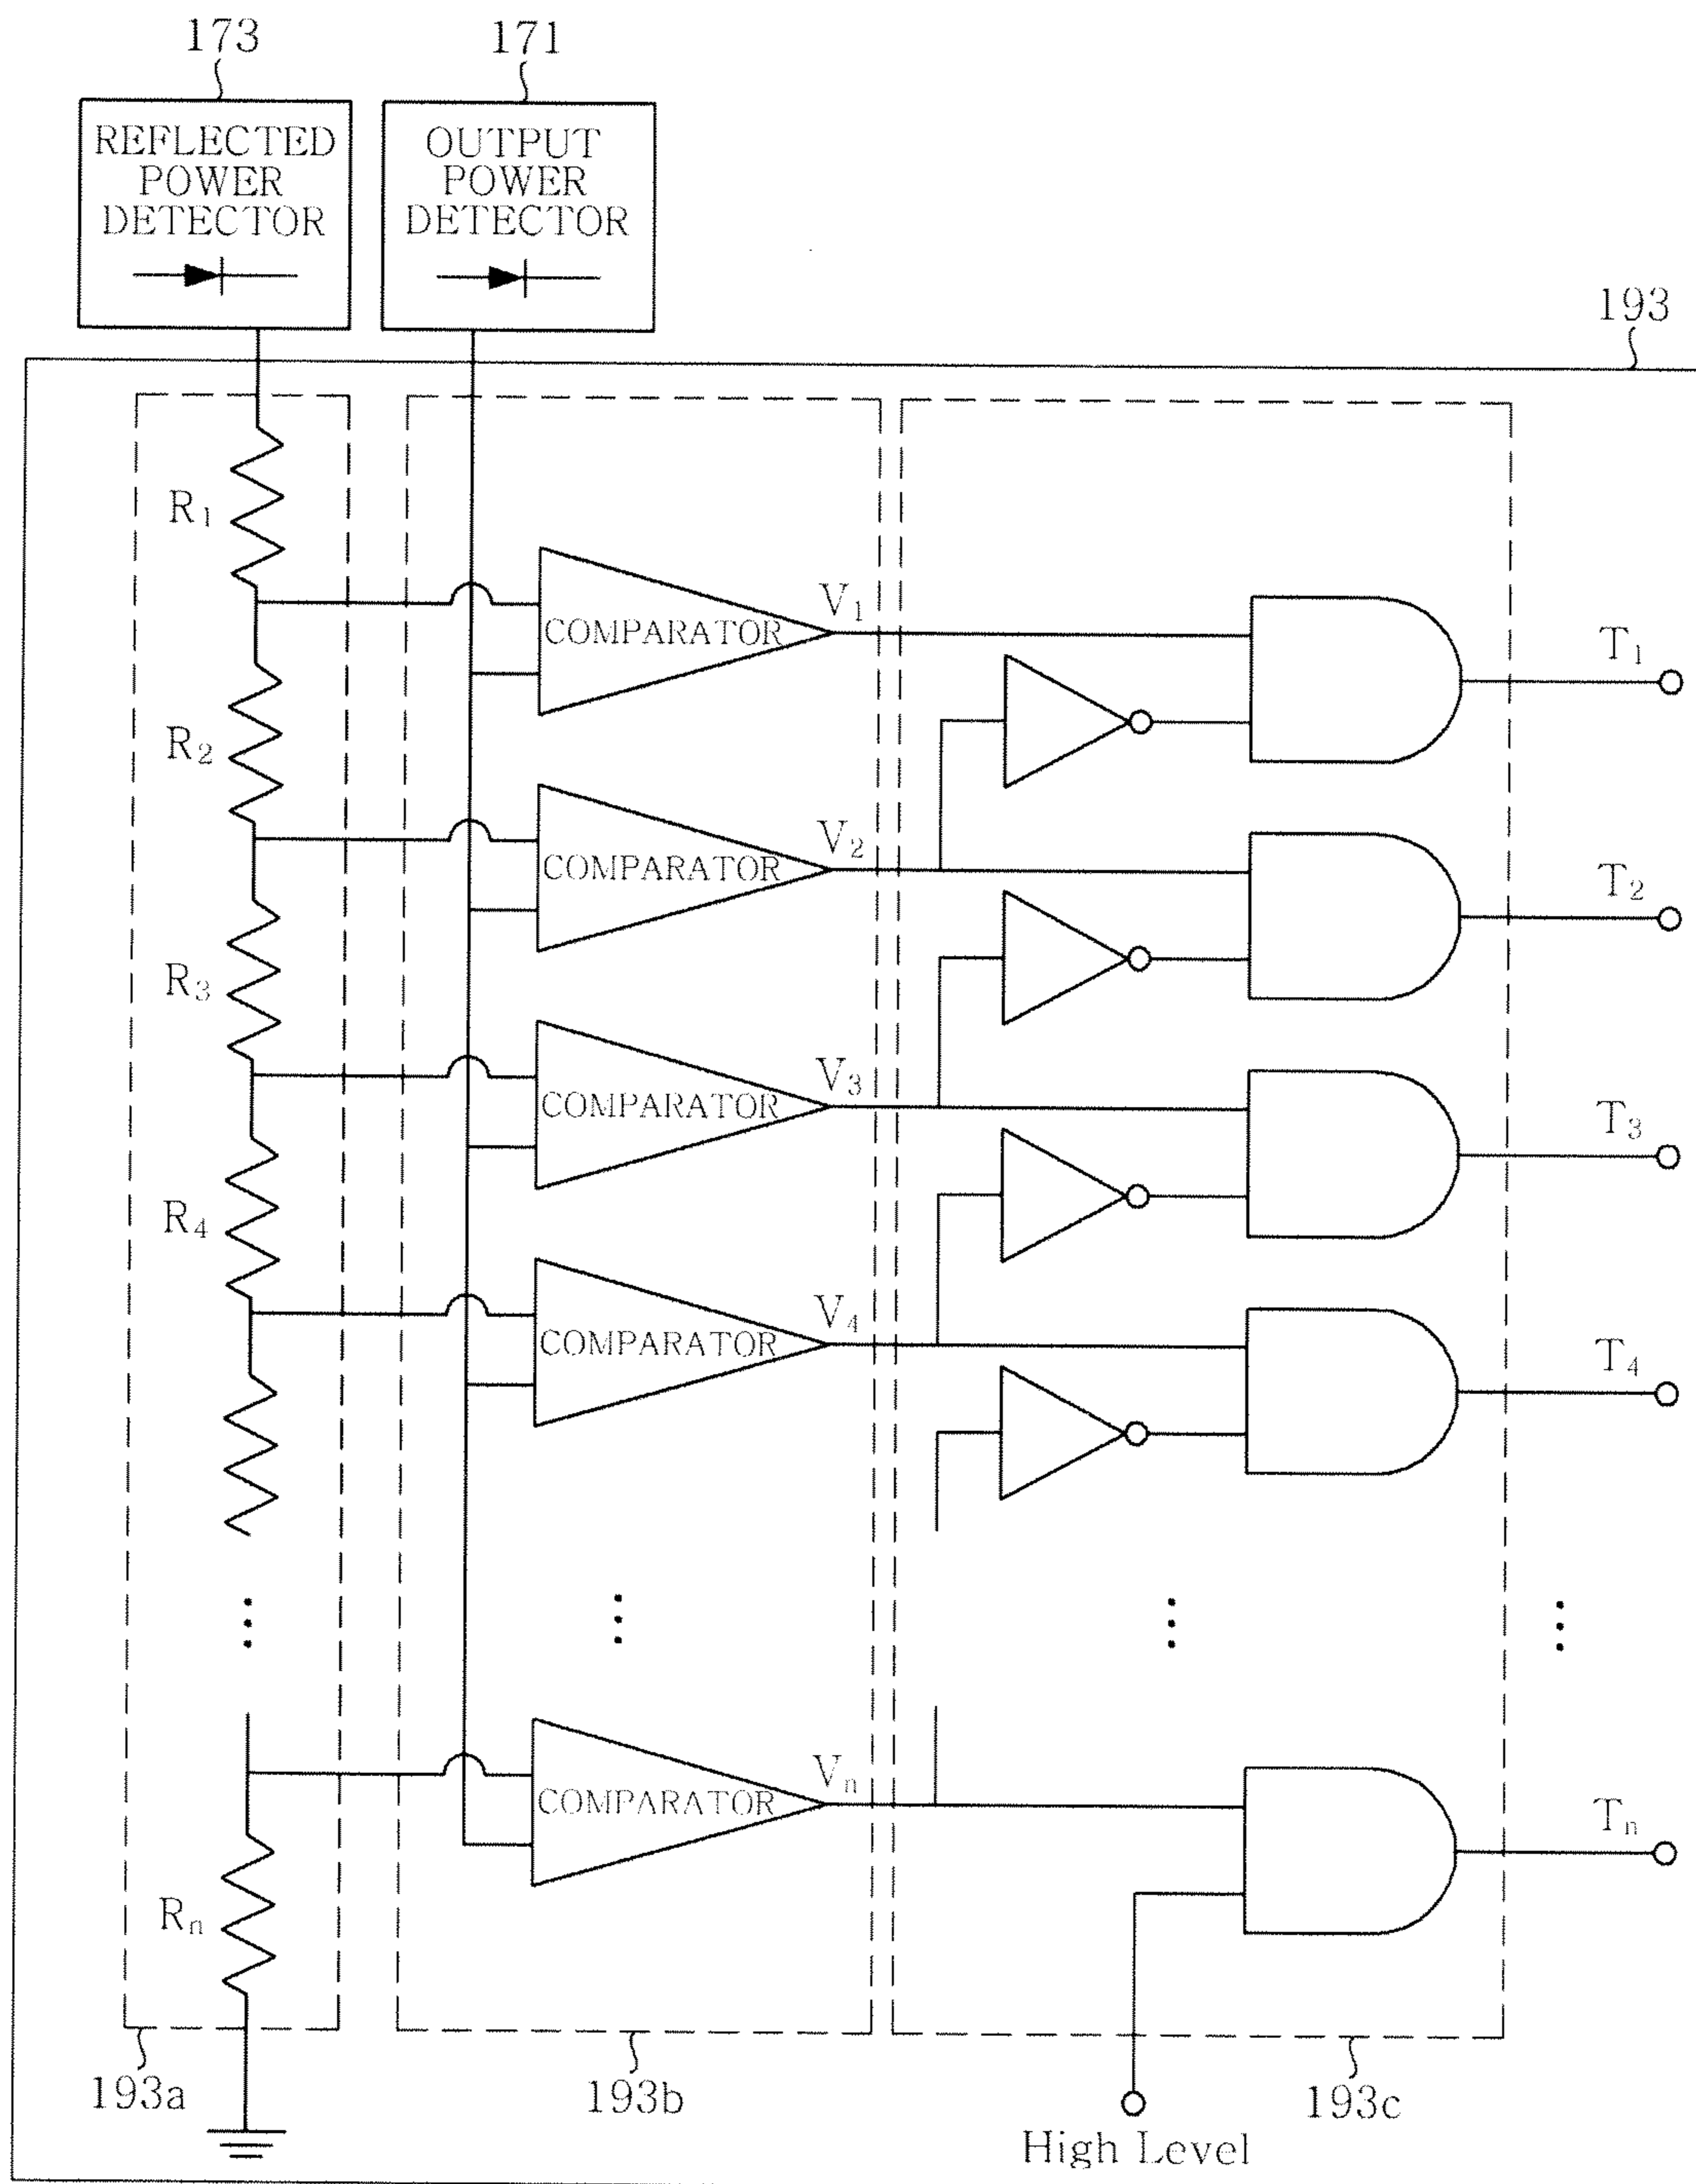 173
171
REFLECTED
POWER
DETECTOR
OUTPUT
POWER
DETECTOR
193
R1
COMPARATOR
V1
T1
R2
COMPARATOR
V2
T2
R3
COMPARATOR
V3
T3
R4
COMPARATOR
V4
T4
Rn
COMPARATOR
Vn
Tn
193a
193b
193c
High Level